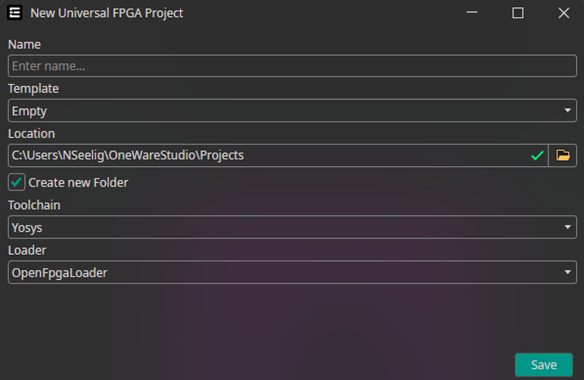 New Universal FPGA Project
Name
Enter name...
Template
Empty
Location
C:\Users\NSeelig\OneWareStudio\Projects
Create new Folder
Toolchain
Yosys
Loader
OpenFpgaLoader
Save